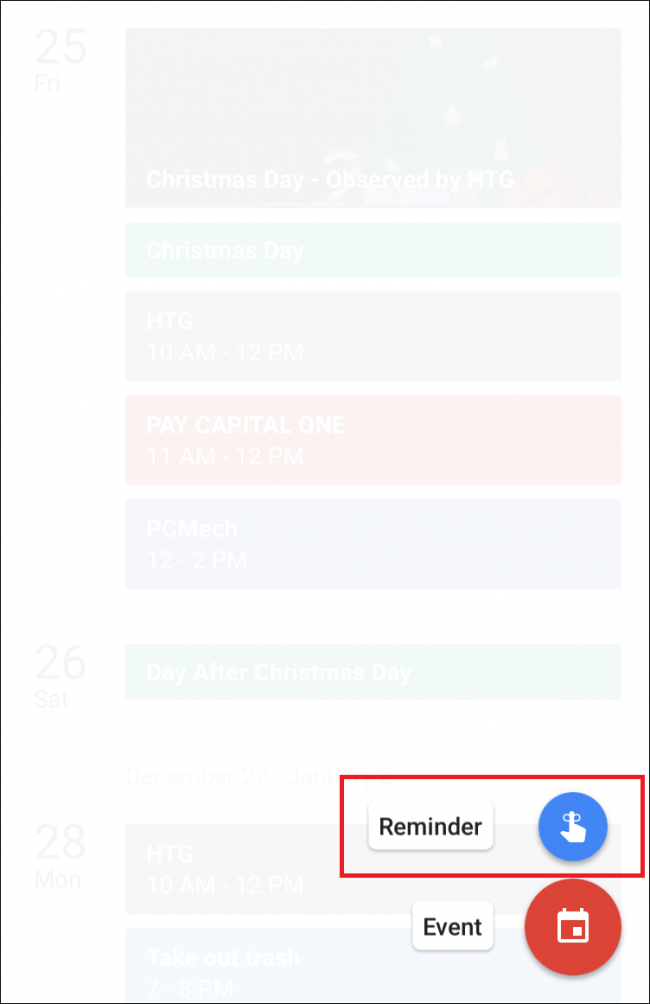 25
Fri
Christmas Day - Observed by HTG
Christmas Day
HTG
10 AM - 12 PM
PAY CAPITAL ONE
11 AM - 12 PM
PCMech
12 - 2 PM
26
Sat
Day After Christmas Day
December 27 - January
28
Mon
HTG
10 AM - 12 PM
Reminder
Event
Take out trash
7 - 8 PM